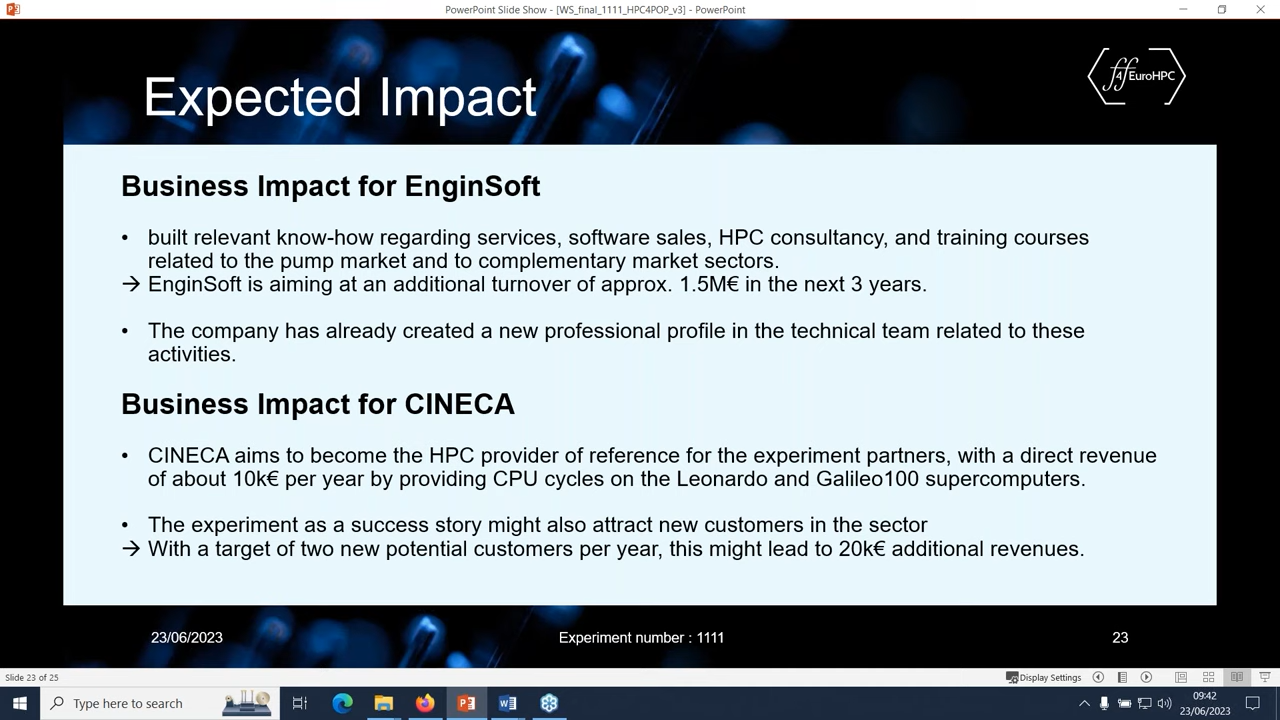 PowerPoint Slide Show - [WS_final_1111_HPC4POP_v3] - PowerPoint
Expected Impact
ff4EuroHPC
Business Impact for EnginSoft
• built relevant know-how regarding services, software sales, HPC consultancy, and training courses
related to the pump market and to complementary market sectors.
→ EnginSoft is aiming at an additional turnover of approx. 1.5M€ in the next 3 years.
• The company has already created a new professional profile in the technical team related to these
activities.
Business Impact for CINECA
• CINECA aims to become the HPC provider of reference for the experiment partners, with a direct revenue
of about 10k€ per year by providing CPU cycles on the Leonardo and Galileo100 supercomputers.
• The experiment as a success story might also attract new customers in the sector
→ With a target of two new potential customers per year, this might lead to 20k€ additional revenues.
23/06/2023 Experiment number : 1111 23
Slide 23 of 25 Display Settings
Type here to search
09:42
23/06/2023